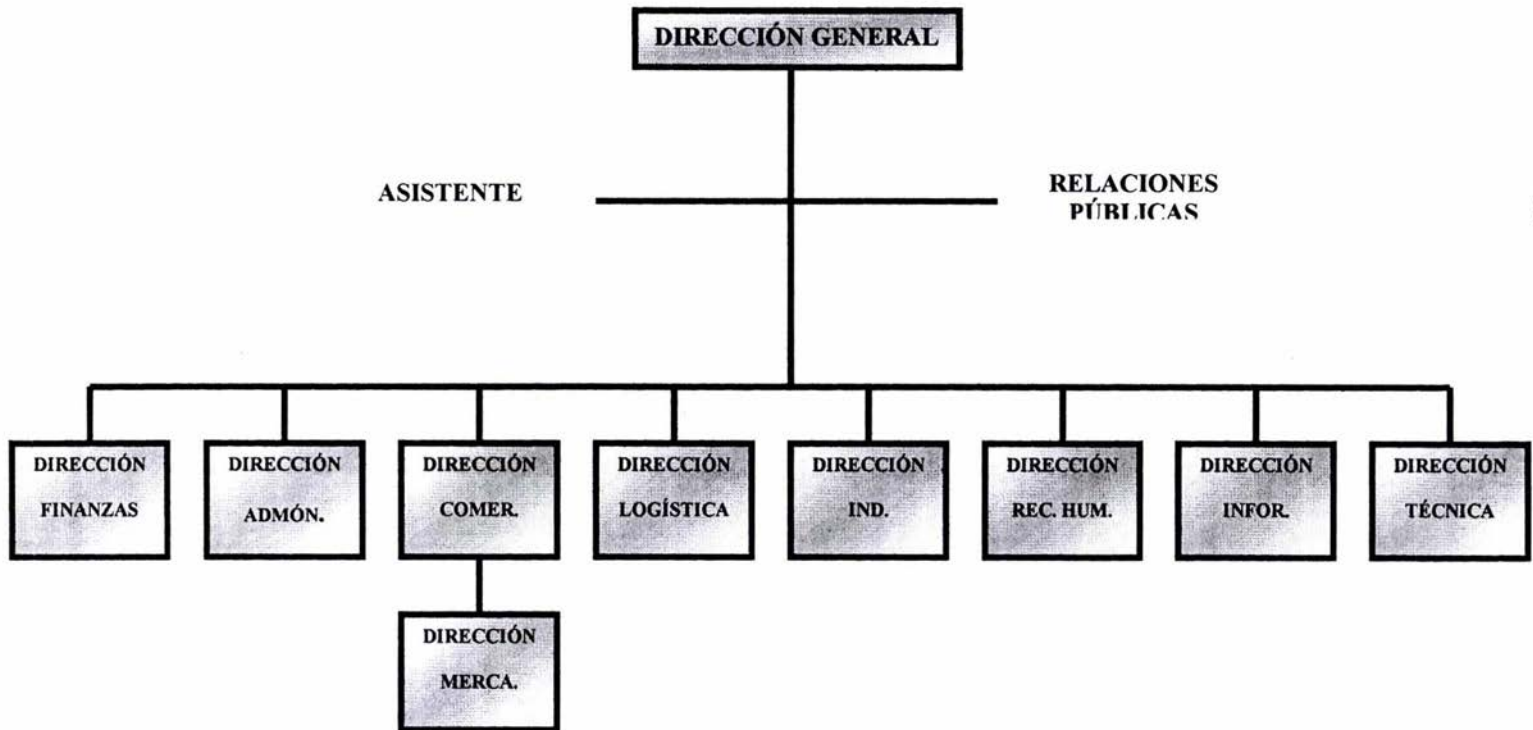 DIRECCIÓN GENERAL
ASISTENTE
RELACIONES
PÚBLICAS
DIRECCIÓN
FINANZAS
DIRECCIÓN
ADMÓN.
DIRECCIÓN
COMER.
DIRECCIÓN
LOGÍSTICA
DIRECCIÓN
IND.
DIRECCIÓN
REC. HUM.
DIRECCIÓN
INFOR.
DIRECCIÓN
TÉCNICA
DIRECCIÓN
MERCA.